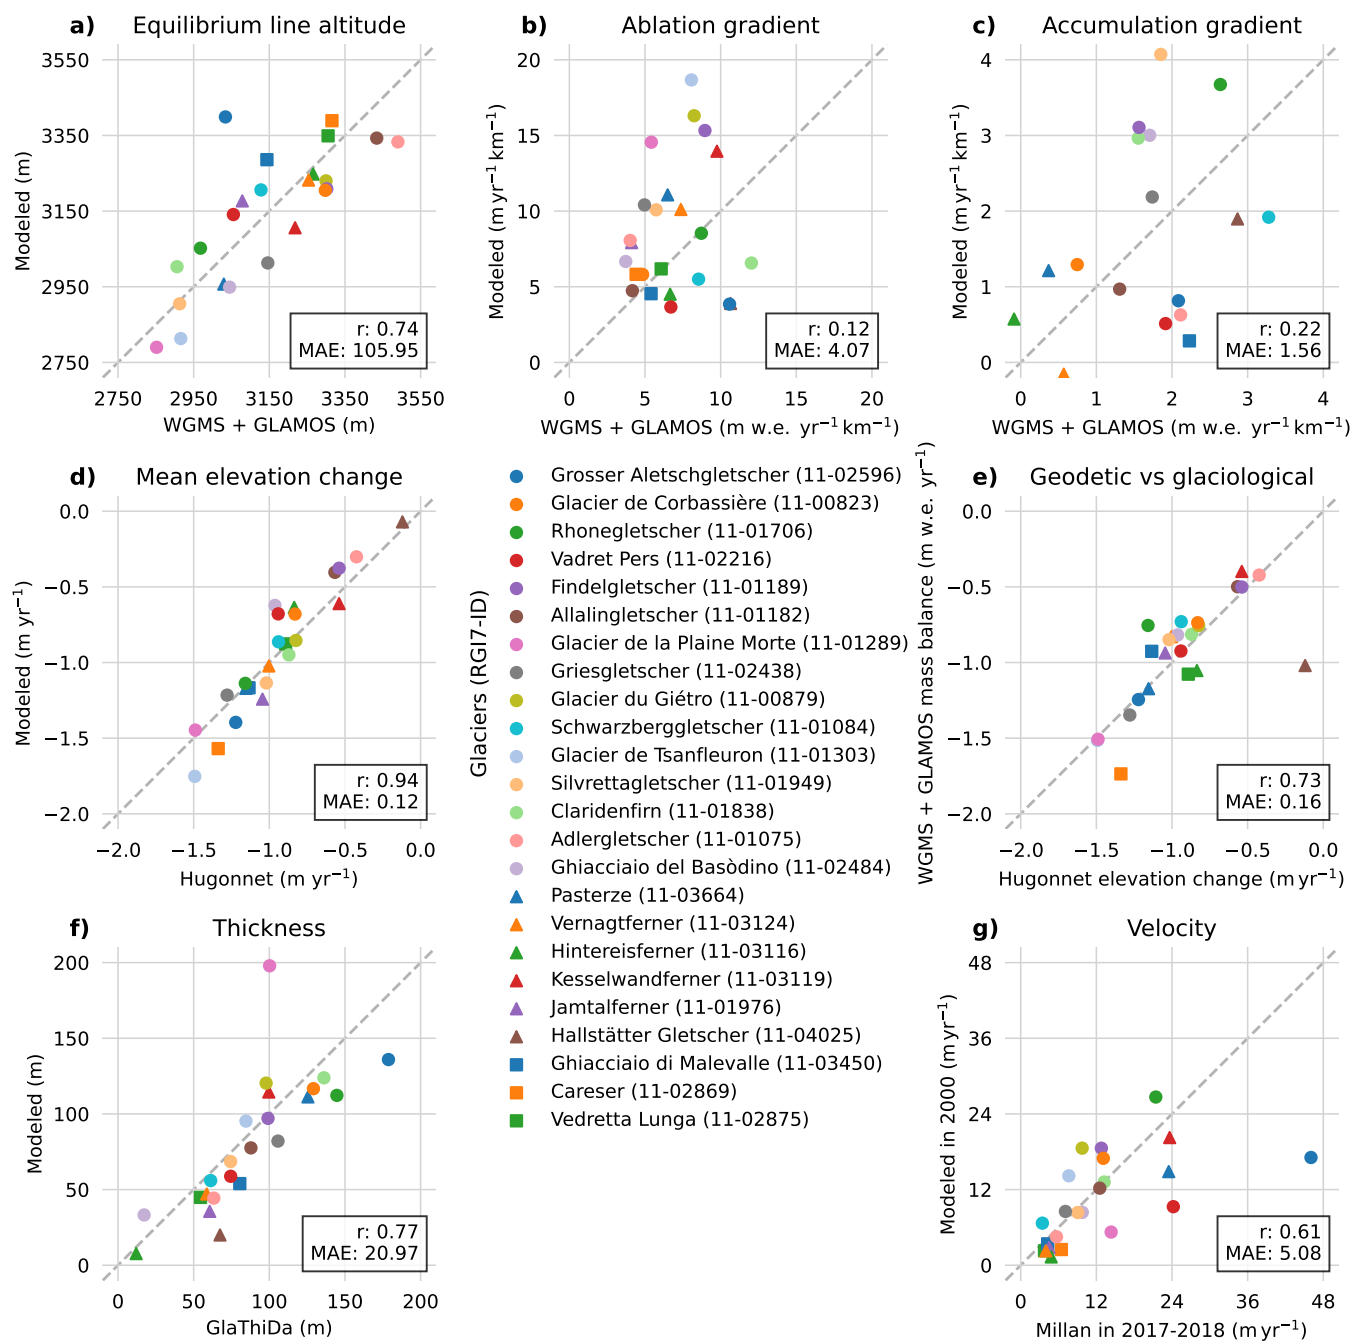 a) Equilibrium line altitude
3550
3350
3150
2950
2750
Modeled (m)
r: 0.74
MAE: 105.95
2750 2950 3150 3350 3550
WGMS + GLAMOS (m)
b) Ablation gradient
20
15
10
5
0
Modeled (m yr⁻¹ km⁻¹)
r: 0.12
MAE: 4.07
0 5 10 15 20
WGMS + GLAMOS (m w.e. yr⁻¹ km⁻¹)
c) Accumulation gradient
4
3
2
1
0
Modeled (m yr⁻¹ km⁻¹)
r: 0.22
MAE: 1.56
0 1 2 3 4
WGMS + GLAMOS (m w.e. yr⁻¹ km⁻¹)
d) Mean elevation change
0.0
−0.5
−1.0
−1.5
−2.0
Modeled (m yr⁻¹)
r: 0.94
MAE: 0.12
−2.0 −1.5 −1.0 −0.5 0.0
Hugonnet (m yr⁻¹)
Glaciers (RGI7-ID)
Grosser Aletschgletscher (11-02596)
Glacier de Corbassière (11-00823)
Rhonegletscher (11-01706)
Vadret Pers (11-02216)
Findelgletscher (11-01189)
Allalingletscher (11-01182)
Glacier de la Plaine Morte (11-01289)
Griesgletscher (11-02438)
Glacier du Giétro (11-00879)
Schwarzberggletscher (11-01084)
Glacier de Tsanfleuron (11-01303)
Silvrettagletscher (11-01949)
Claridenfirn (11-01838)
Adlergletscher (11-01075)
Ghiacciaio del Basòdino (11-02484)
Pasterze (11-03664)
Vernagtferner (11-03124)
Hintereisferner (11-03116)
Kesselwandferner (11-03119)
Jamtalferner (11-01976)
Hallstätter Gletscher (11-04025)
Ghiacciaio di Malevalle (11-03450)
Careser (11-02869)
Vedretta Lunga (11-02875)
e) Geodetic vs glaciological
0.0
−0.5
−1.0
−1.5
−2.0
WGMS + GLAMOS mass balance (m w.e. yr⁻¹)
r: 0.73
MAE: 0.16
−2.0 −1.5 −1.0 −0.5 0.0
Hugonnet elevation change (m yr⁻¹)
f) Thickness
200
150
100
50
0
Modeled (m)
r: 0.77
MAE: 20.97
0 50 100 150 200
GlaThiDa (m)
g) Velocity
48
36
24
12
0
Modeled in 2000 (m yr⁻¹)
r: 0.61
MAE: 5.08
0 12 24 36 48
Millan in 2017-2018 (m yr⁻¹)